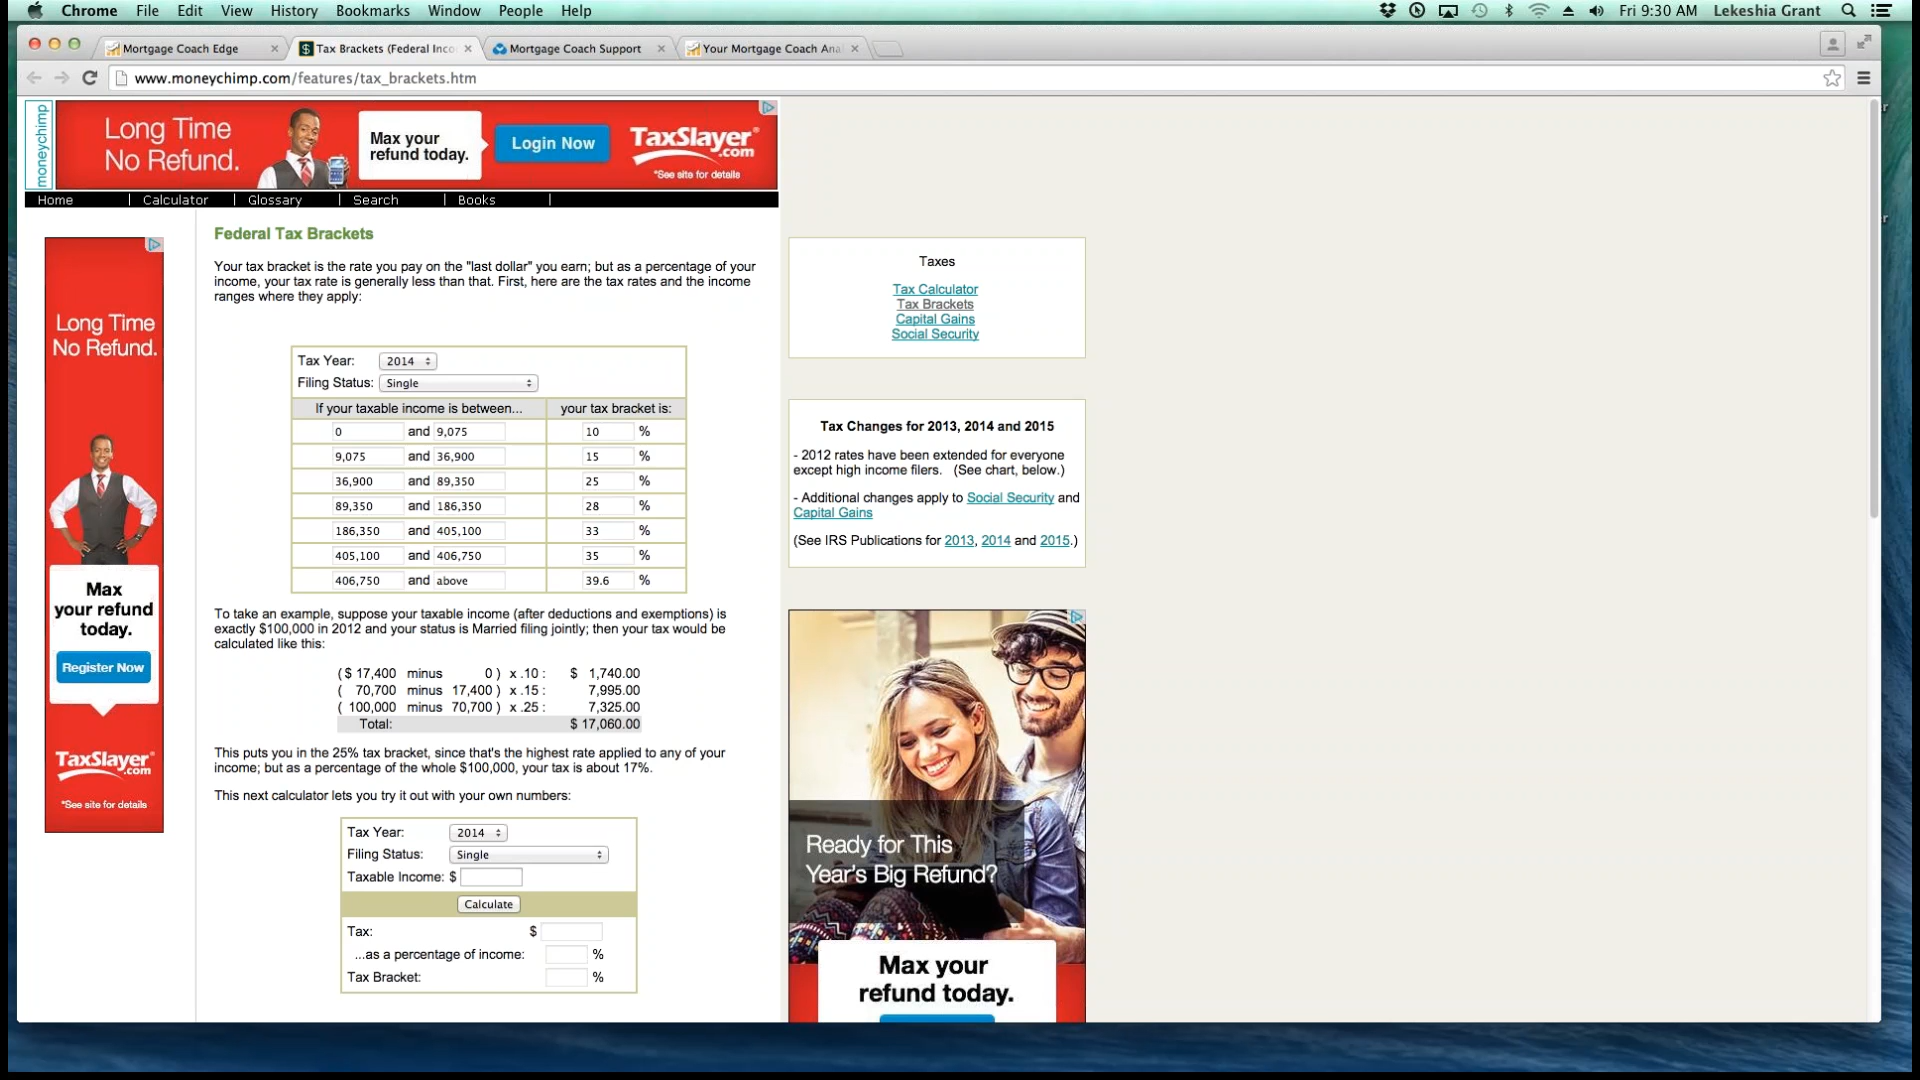 Chrome File Edit View History Bookmarks Window People Help Fri 9:30 AM Lekeshia Grant
Mortgage Coach Edge
Tax Brackets (Federal Inco
Mortgage Coach Support
Your Mortgage Coach Ana
www.moneychimp.com/features/tax_brackets.htm
moneychimp
Long Time
No Refund.
Max your
refund today.
Login Now
TaxSlayer
.com
*See site for details
Home | Calculator | Glossary | Search | Books |
Federal Tax Brackets
Your tax bracket is the rate you pay on the "last dollar" you earn; but as a percentage of your
income, your tax rate is generally less than that. First, here are the tax rates and the income
ranges where they apply:
Tax Year: 2014
Filing Status: Single
If your taxable income is between... your tax bracket is:
0 and 9,075 10 %
9,075 and 36,900 15 %
36,900 and 89,350 25 %
89,350 and 186,350 28 %
186,350 and 405,100 33 %
405,100 and 406,750 35 %
406,750 and above 39.6 %
To take an example, suppose your taxable income (after deductions and exemptions) is
exactly $100,000 in 2012 and your status is Married filing jointly; then your tax would be
calculated like this:
( $ 17,400 minus 0 ) x .10 : $ 1,740.00
( 70,700 minus 17,400 ) x .15 : 7,995.00
( 100,000 minus 70,700 ) x .25 : 7,325.00
Total: $ 17,060.00
This puts you in the 25% tax bracket, since that's the highest rate applied to any of your
income; but as a percentage of the whole $100,000, your tax is about 17%.
This next calculator lets you try it out with your own numbers:
Tax Year: 2014
Filing Status: Single
Taxable Income: $
Calculate
Tax: $
...as a percentage of income: %
Tax Bracket: %
Long Time
No Refund.
Max
your refund
today.
Register Now
TaxSlayer
.com
*See site for details
Taxes
Tax Calculator
Tax Brackets
Capital Gains
Social Security
Tax Changes for 2013, 2014 and 2015
- 2012 rates have been extended for everyone
except high income filers. (See chart, below.)
- Additional changes apply to Social Security and
Capital Gains
(See IRS Publications for 2013, 2014 and 2015.)
Ready for This
Year's Big Refund?
Max your
refund today.